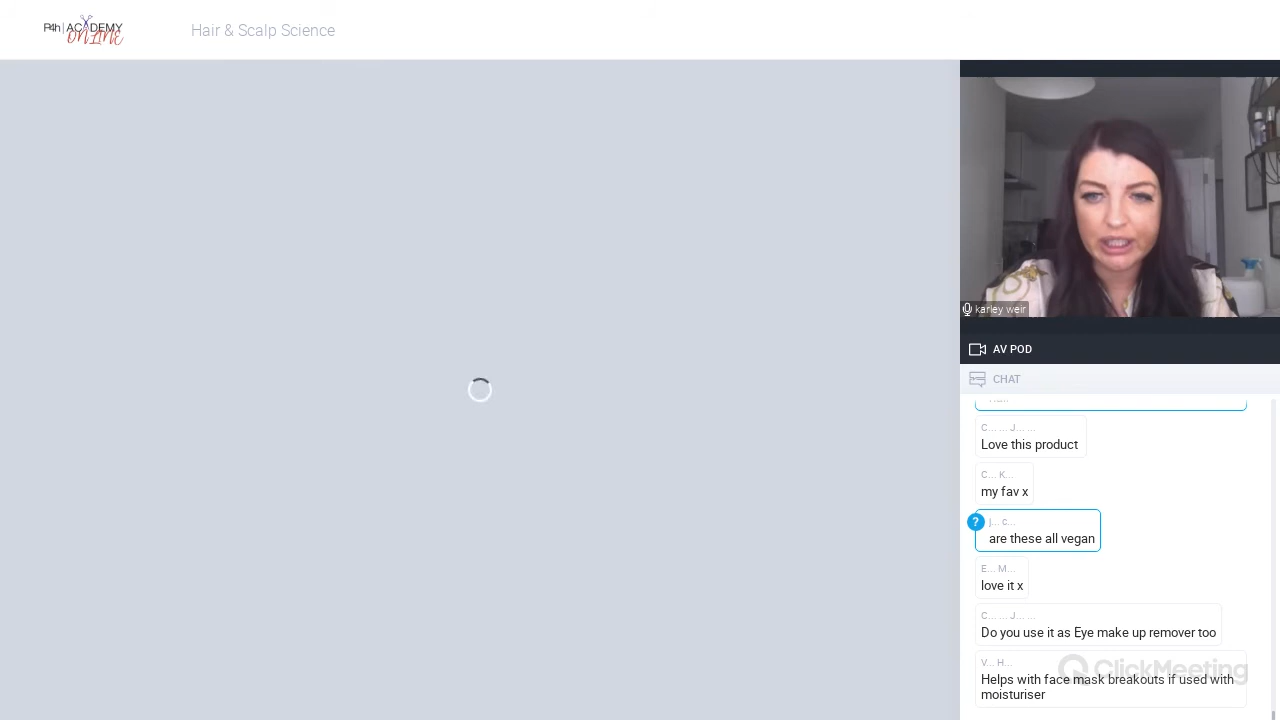 P4h | ACADEMY
ONLINE
Hair & Scalp Science
karley weir
AV POD
CHAT
C... ... J... ...
Love this product
C... K...
my fav x
?
j... c...
are these all vegan
E... M...
love it x
C... ... J... ...
Do you use it as Eye make up remover too
V... H...
ClickMeeting
Helps with face mask breakouts if used with
moisturiser